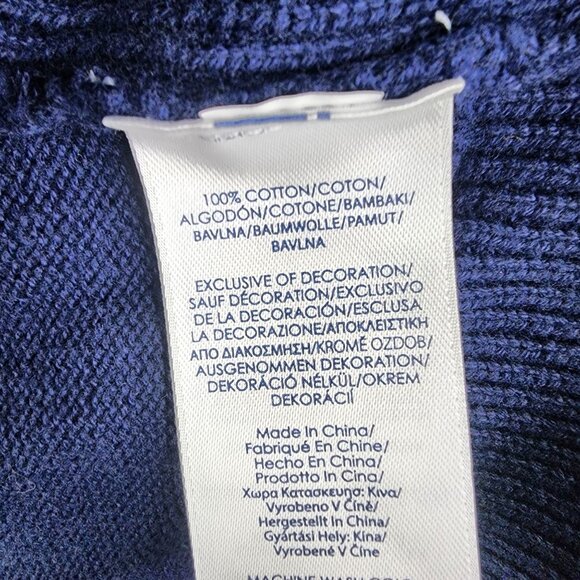 100% COTTON/COTON/
ALGODÓN/COTONE/BAMBAKI/
BAVLNA/BAUMWOLLE/PAMUT/
BAVLNA
EXCLUSIVE OF DECORATION/
SAUF DÉCORATION/EXCLUSIVO
DE LA DECORACIÓN/ESCLUSA
LA DECORAZIONE/ΑΠΟΚΛΕΙΣΤΙΚΗ
ΑΠΟ ΔΙΑΚΟΣΜΗΣΗ/KROMĚ OZDOB/
AUSGENOMMEN DEKORATION/
DEKORÁCIÓ NÉLKÜL/OKREM
DEKORÁCIÍ
Made In China/
Fabriqué En Chine/
Hecho En China/
Prodotto In Cina/
Χωρα Κατασκευησ: Κινα/
Vyrobeno V Číně/
Hergestellt In China/
Gyártási Hely: Kína/
Vyrobené V Číne
MACHINE WASH COLD